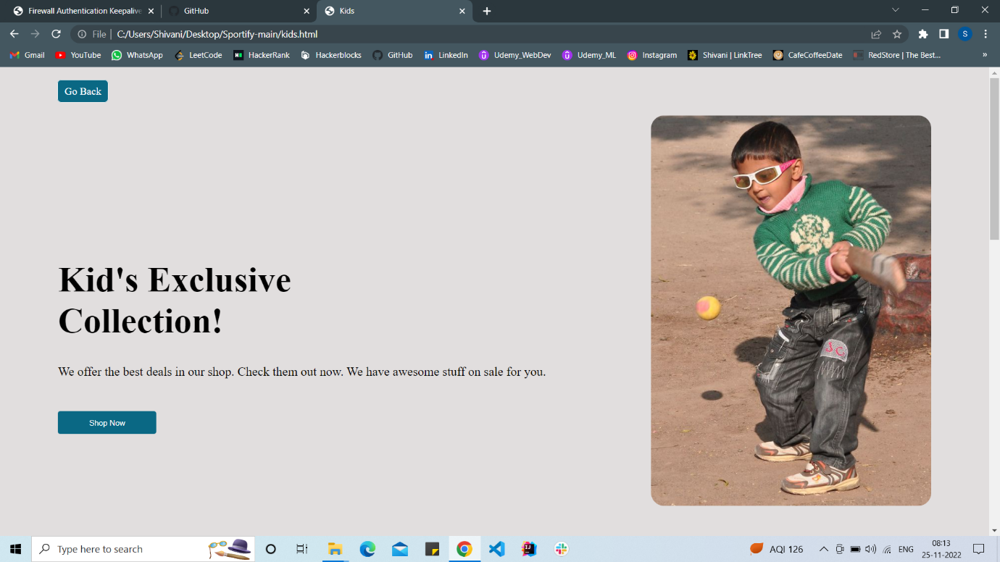 Firewall Authentication Keepalive
GitHub
Kids
File
C:/Users/Shivani/Desktop/Sportify-main/kids.html
S
Gmail
YouTube
WhatsApp
LeetCode
HackerRank
Hackerblocks
GitHub
LinkedIn
Udemy_WebDev
Udemy_ML
Instagram
Shivani | LinkTree
CafeCoffeeDate
RedStore | The Best...
Go Back
Kid's Exclusive
Collection!
We offer the best deals in our shop. Check them out now. We have awesome stuff on sale for you.
Shop Now
Type here to search
AQI 126
ENG
08:13
25-11-2022